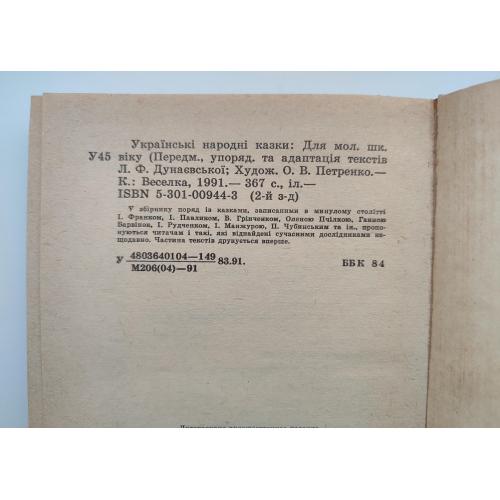 Українські народні казки: Для мол. шк.
У45 віку (Передм., упоряд. та адаптація текстів
Л. Ф. Дунаєвської; Худож. О. В. Петренко.—
К.: Веселка, 1991.— 367 с., іл.—
ISBN 5-301-00944-3 (2-й з-д)
У збірнику поряд із казками, записаними в минулому столітті
І. Франком, І. Павликом, В. Грінченком, Оленою Пчілкою, Ганною
Барвінок, І. Рудченком, І. Манжурою, П. Чубинським та ін., пропо-
нуються читачам і такі, які віднайдені сучасними дослідниками не-
щодавно. Частина текстів друкується вперше.
У 4803640104—149 83.91.
М206(04)—91
ББК 84